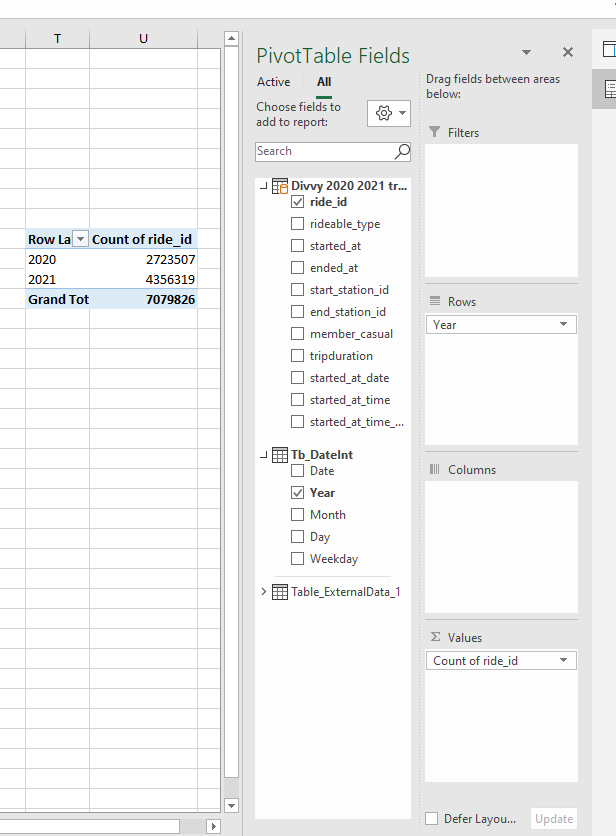 T U
Row La Count of ride_id
2020 2723507
2021 4356319
Grand Tot 7079826
PivotTable Fields
Active All
Choose fields to
add to report:
Search
Divvy 2020 2021 tr...
ride_id
rideable_type
started_at
ended_at
start_station_id
end_station_id
member_casual
tripduration
started_at_date
started_at_time
started_at_time_...
Tb_DateInt
Date
Year
Month
Day
Weekday
Table_ExternalData_1
Drag fields between areas
below:
Filters
Rows
Year
Columns
Σ Values
Count of ride_id
Defer Layou...
Update